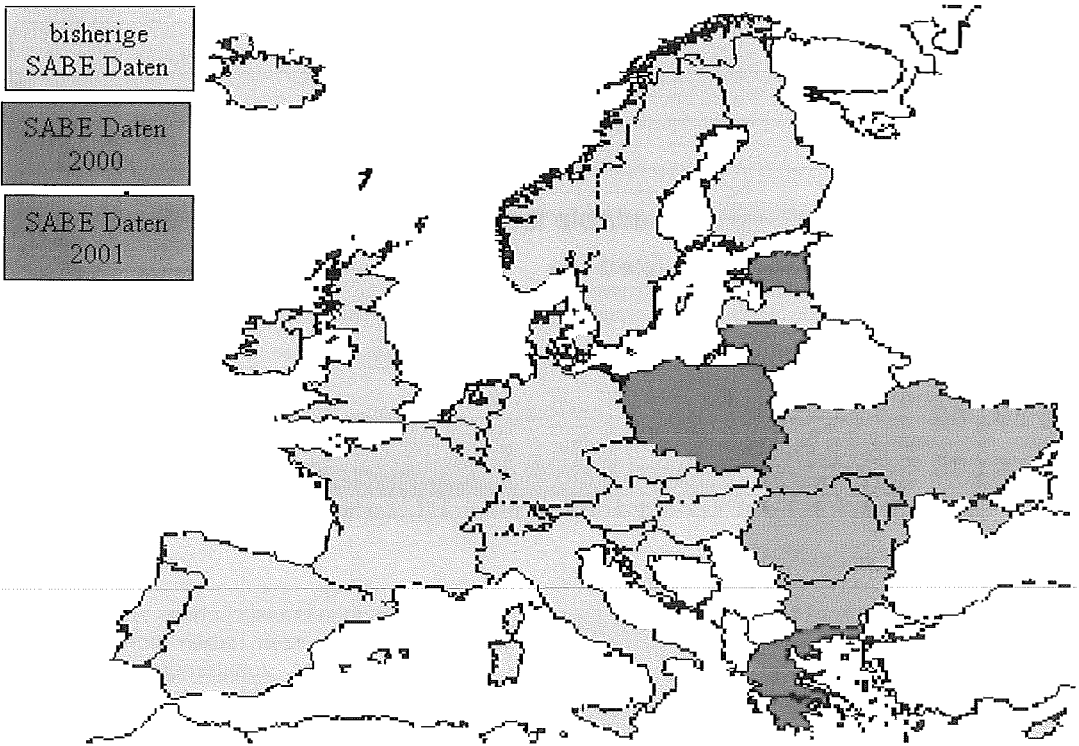 bisherige
SABE Daten
SABE Daten
2000
SABE Daten
2001